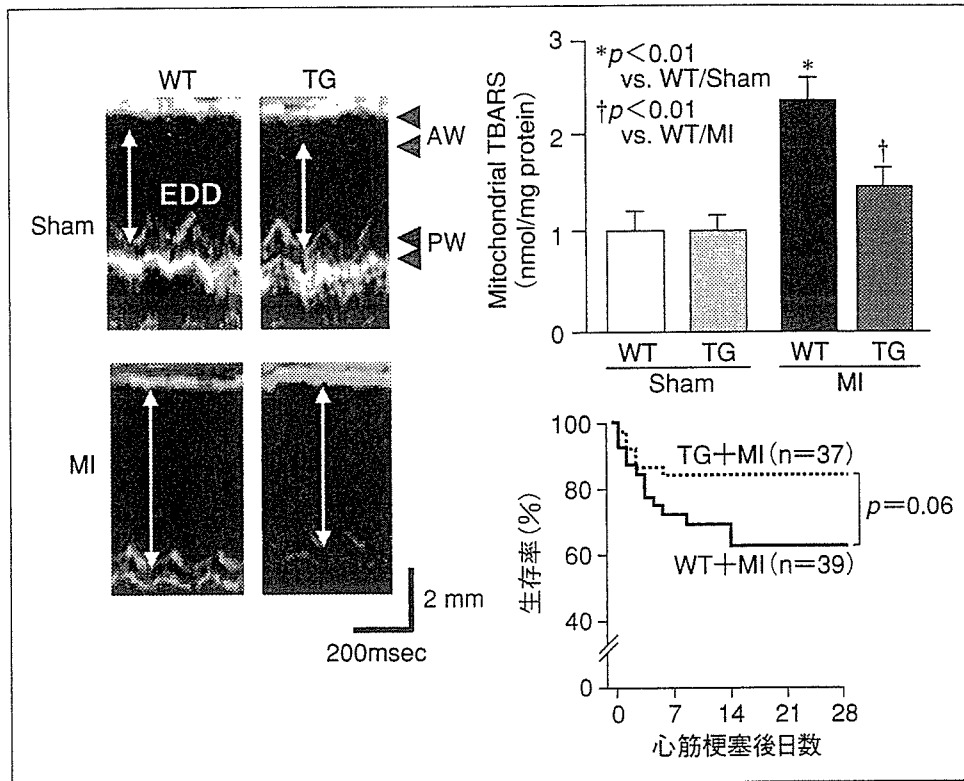 WT
TG
AW
EDD
Sham
PW
MI
2 mm
200msec
Mitochondrial TBARS
(nmol/mg protein)
3
2
1
0
*p<0.01
vs. WT/Sham
†p<0.01
vs. WT/MI
*
†
WT TG WT TG
Sham MI
生存率(%)
100
80
60
40
0
TG+MI(n=37)
p=0.06
WT+MI(n=39)
0 7 14 21 28
心筋梗塞後日数